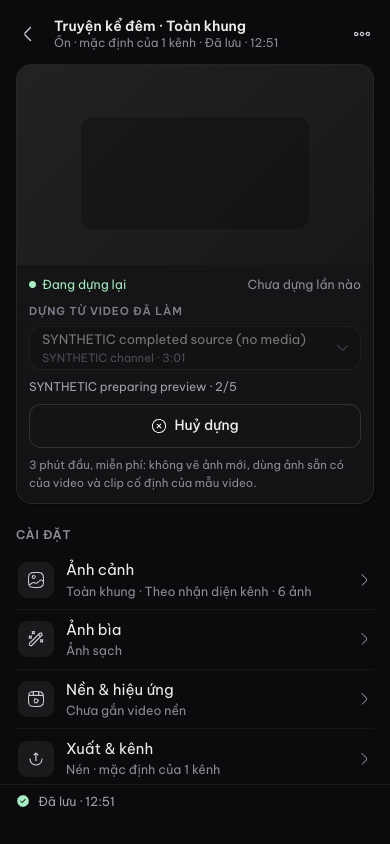 Truyện kể đêm · Toàn khung
Ổn · mặc định của 1 kênh · Đã lưu · 12:51
Đang dựng lại
Chưa dựng lần nào
DỰNG TỪ VIDEO ĐÃ LÀM
SYNTHETIC completed source (no media)
SYNTHETIC channel · 3:01
SYNTHETIC preparing preview · 2/5
Huỷ dựng
3 phút đầu, miễn phí: không vẽ ảnh mới, dùng ảnh sẵn có
của video và clip cố định của mẫu video.
CÀI ĐẶT
Ảnh cảnh
Toàn khung · Theo nhận diện kênh · 6 ảnh
Ảnh bìa
Ảnh sạch
Nền & hiệu ứng
Chưa gắn video nền
Xuất & kênh
Nén · mặc định của 1 kênh
Đã lưu · 12:51